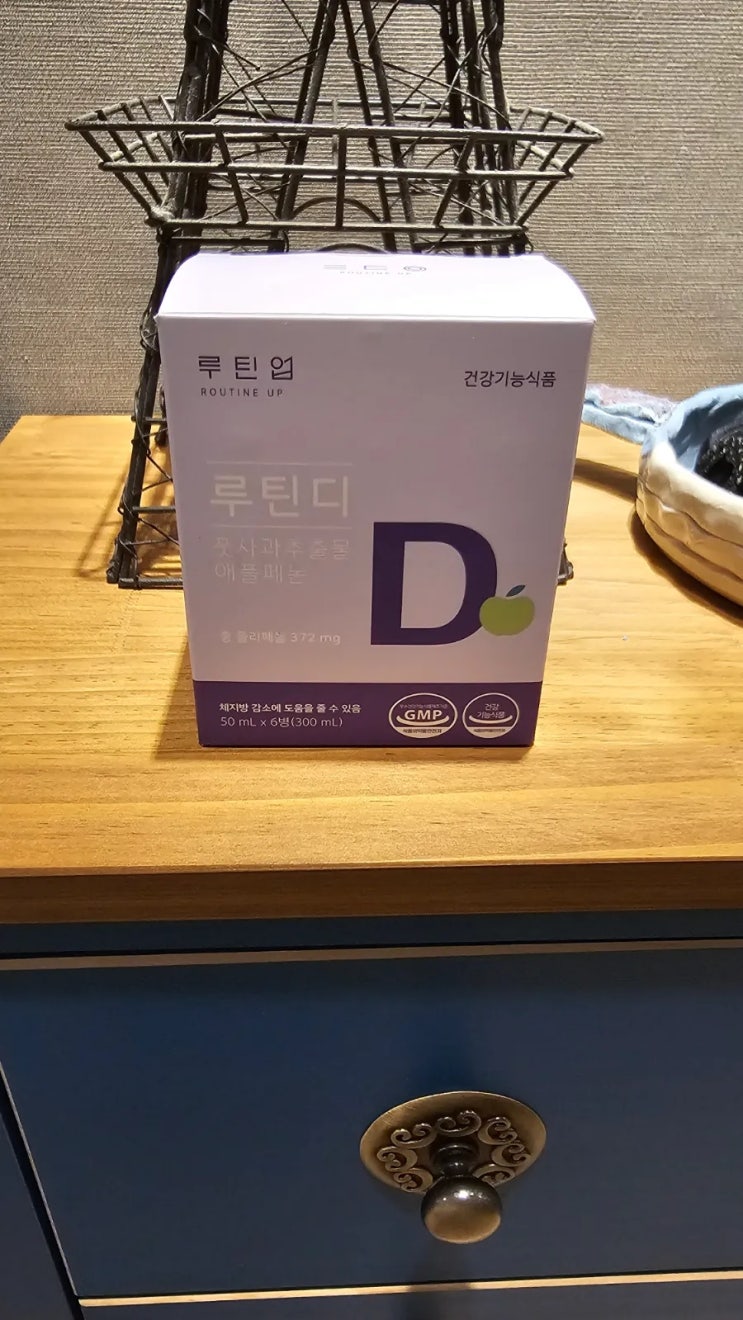 루틴업
ROUTINE UP
건강기능식품
루틴디
풋사과추출물
애플페논
총 폴리페놀 372 mg
체지방 감소에 도움을 줄 수 있음
50 mL x 6병(300 mL)
GMP
건강
기능식품